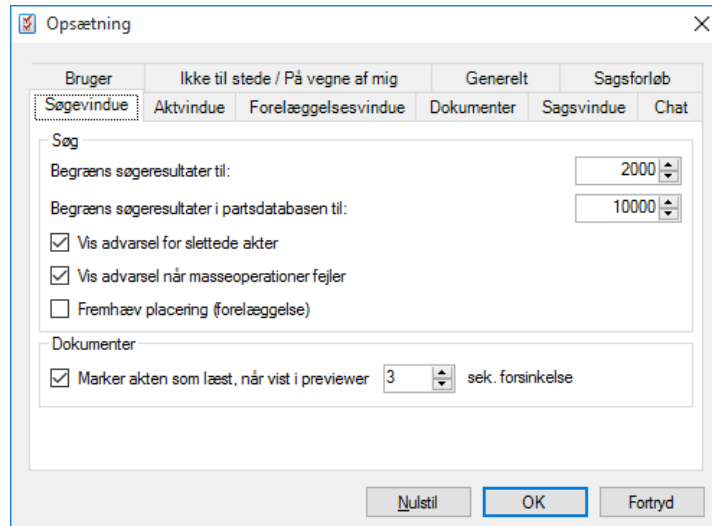 Opsætning
Bruger Ikke til stede / På vegne af mig Generelt Sagsforløb
Søgevindue Aktvindue Forelæggelsesvindue Dokumenter Sagsvindue Chat
Søg
Begræns søgeresultater til: 2000
Begræns søgeresultater i partsdatabasen til: 10000
Vis advarsel for slettede akter
Vis advarsel når masseoperationer fejler
Fremhæv placering (forelæggelse)
Dokumenter
Marker akten som læst, når vist i previewer 3 sek. forsinkelse
Nulstil OK Fortryd